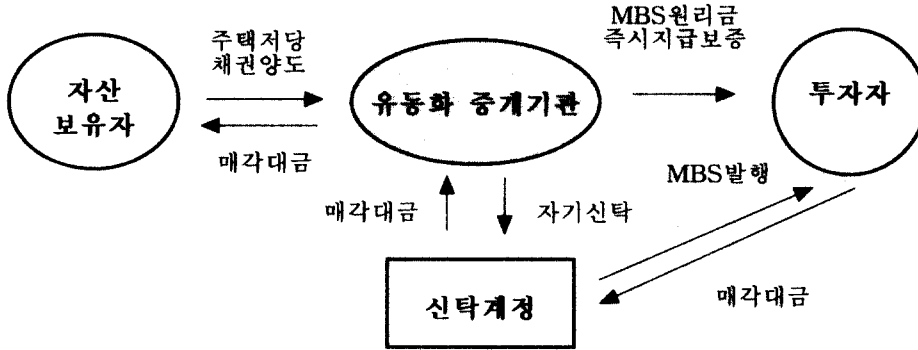 MBS원리금
즉시지급보증
주택저당
채권양도
자산
보유자
유동화 중개기관
투자자
매각대금
MBS발행
매각대금
자기신탁
신탁계정
매각대금